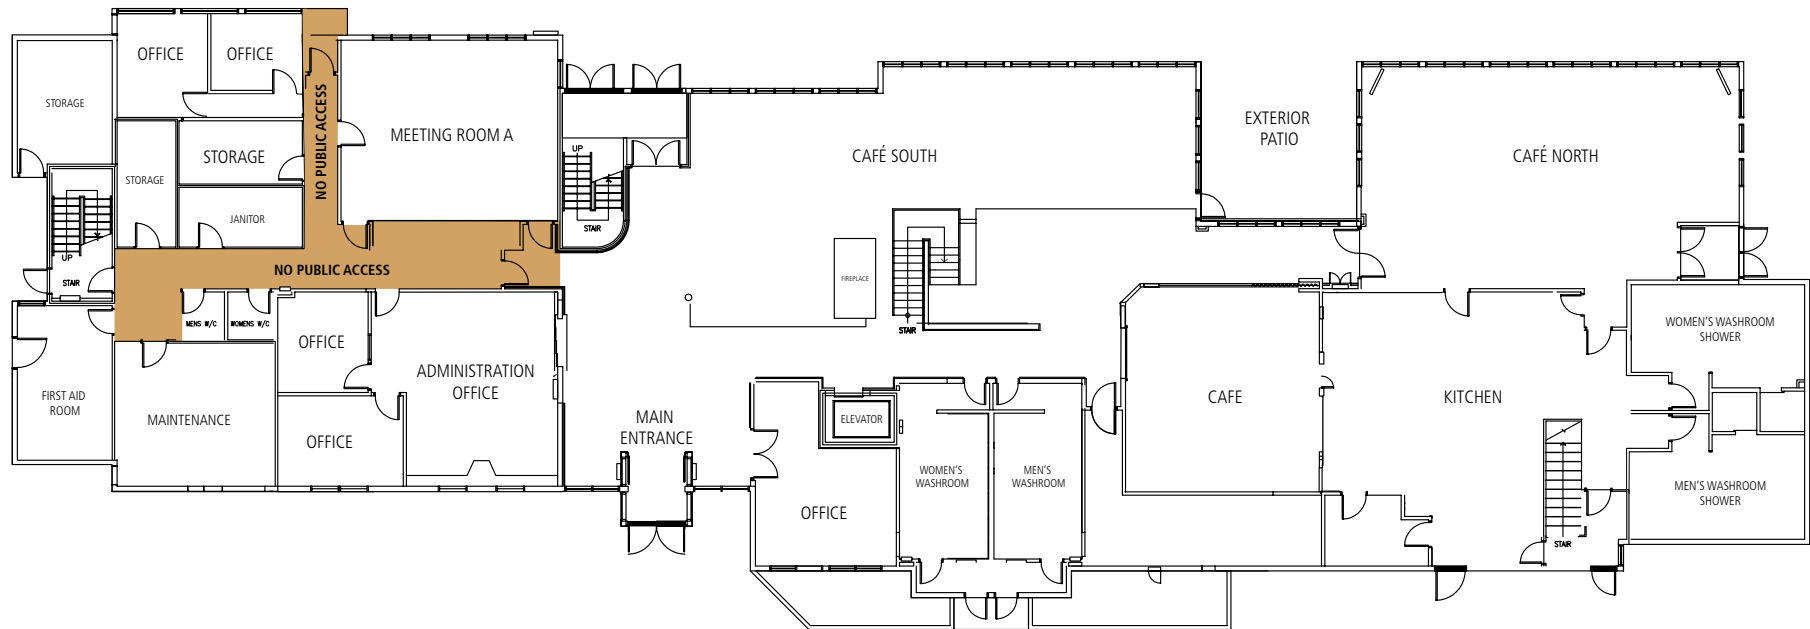 OFFICE
OFFICE
STORAGE
NO PUBLIC ACCESS
MEETING ROOM A
STORAGE
STORAGE
JANITOR
UP
STAIR
UP
STAIR
NO PUBLIC ACCESS
MENS W/C
WOMENS W/C
OFFICE
ADMINISTRATION
OFFICE
FIRST AID
ROOM
MAINTENANCE
OFFICE
CAFÉ SOUTH
EXTERIOR
PATIO
CAFÉ NORTH
FIREPLACE
STAIR
MAIN
ENTRANCE
ELEVATOR
OFFICE
WOMEN'S
WASHROOM
MEN'S
WASHROOM
CAFE
KITCHEN
STAIR
WOMEN'S WASHROOM
SHOWER
MEN'S WASHROOM
SHOWER